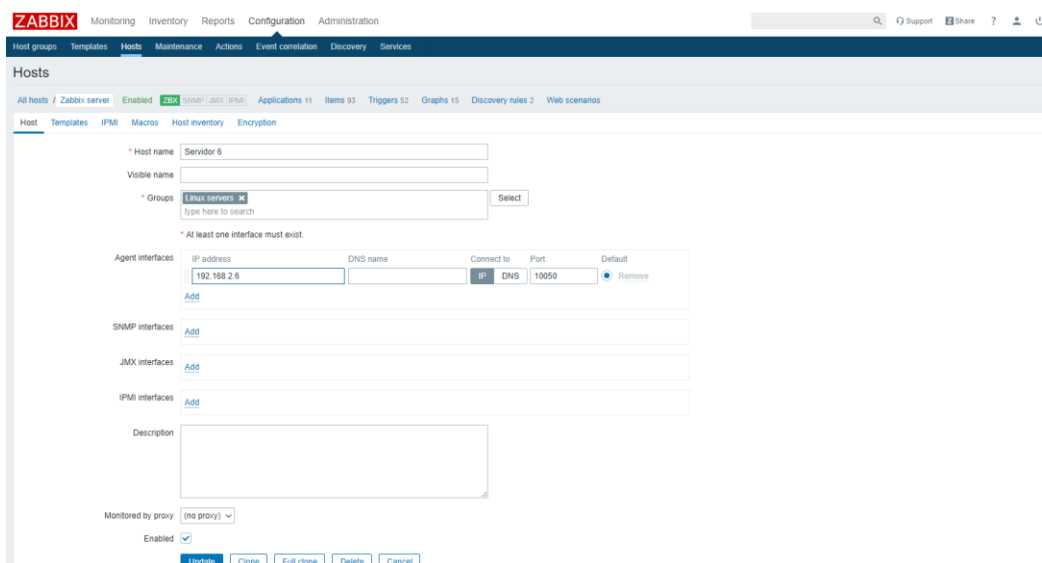 ZABBIX Monitoring Inventory Reports Configuration Administration Support Z Share ?
Host groups Templates Hosts Maintenance Actions Event correlation Discovery Services
Hosts
All hosts / Zabbix server Enabled ZBX SNMP JMX IPMI Applications 11 Items 93 Triggers 52 Graphs 15 Discovery rules 2 Web scenarios
Host Templates IPMI Macros Host inventory Encryption
* Host name Servidor 6
Visible name
* Groups Linux servers × Select
type here to search
* At least one interface must exist.
Agent interfaces IP address DNS name Connect to Port Default
192.168.2.6 IP DNS 10050 Remove
Add
SNMP interfaces Add
JMX interfaces Add
IPMI interfaces Add
Description
Monitored by proxy (no proxy)
Enabled
Update Clone Full clone Delete Cancel